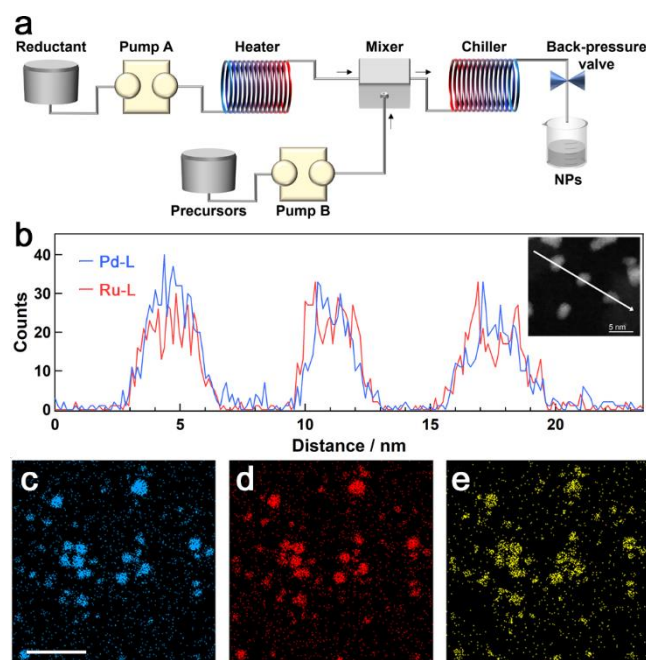 a
Reductant Pump A Heater Mixer Chiller Back-pressure
valve
Precursors Pump B NPs
b
40
30
20
10
0
Counts
Pd-L
Ru-L
5 nm
0 5 10 15 20
Distance / nm
c d e